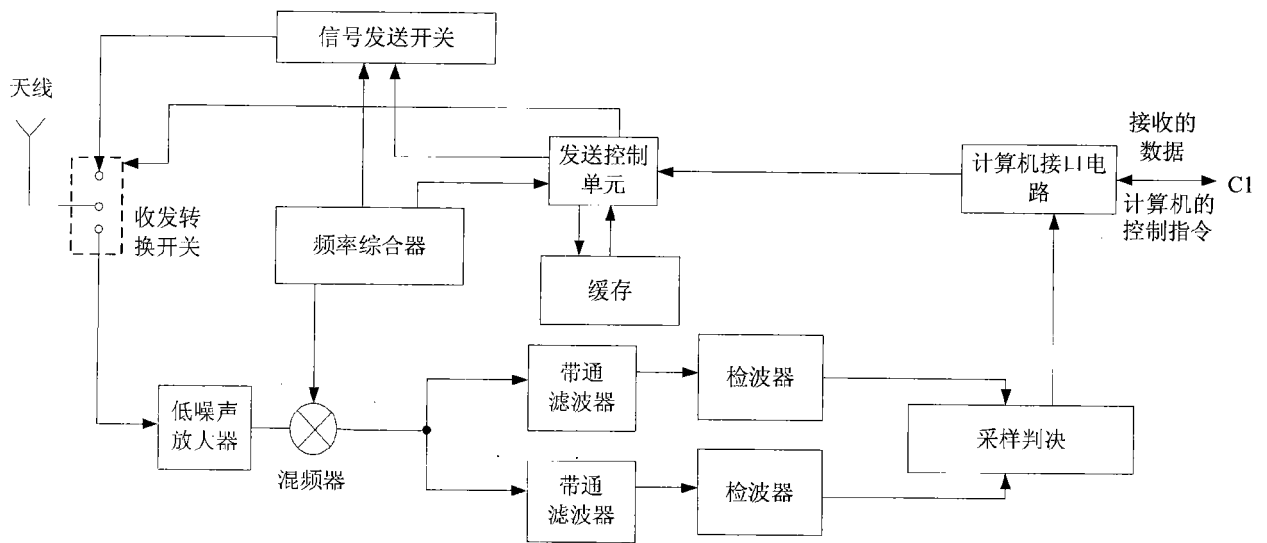 信号发送开关
天线
发送控制
单元
计算机接口电
路
接收的
数据
C1
计算机的
控制指令
收发转
换开关
频率综合器
缓存
带通
滤波器
检波器
低噪声
放人器
混频器
采样判决
带通
滤波器
检波器